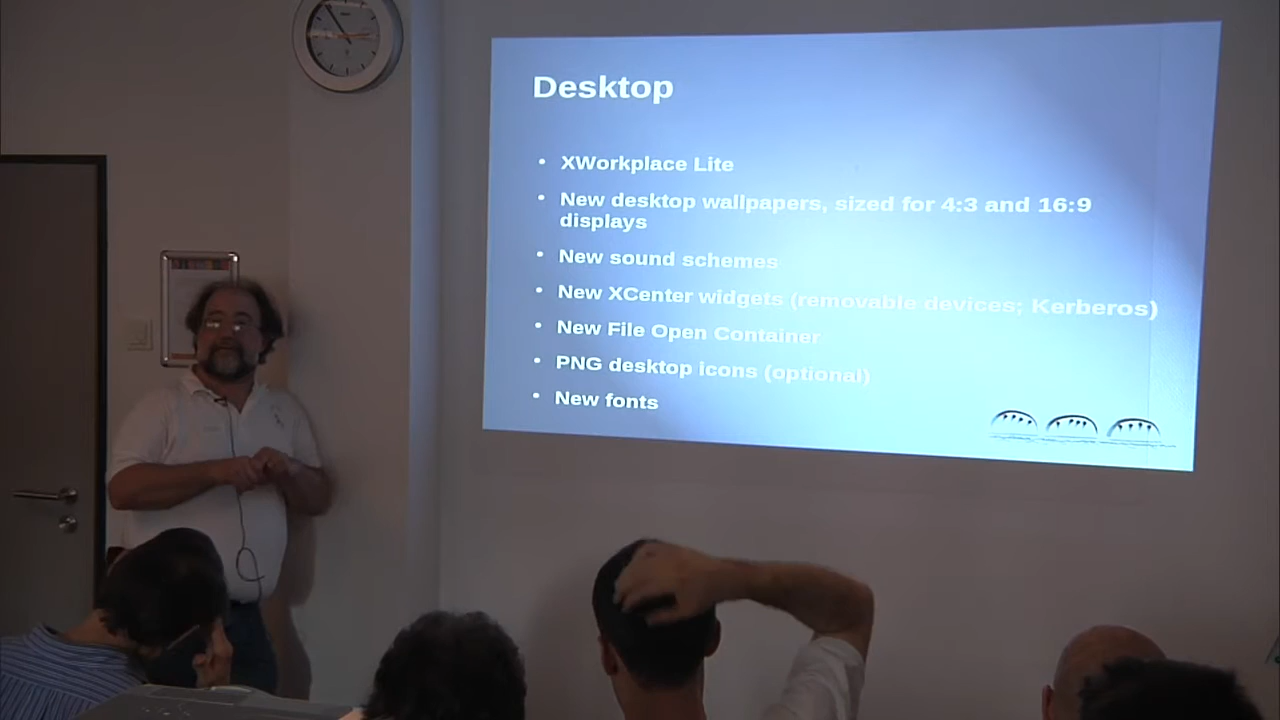 Desktop
• XWorkplace Lite
• New desktop wallpapers, sized for 4:3 and 16:9
displays
• New sound schemes
• New XCenter widgets (removable devices; Kerberos)
• New File Open Container
• PNG desktop icons (optional)
• New fonts